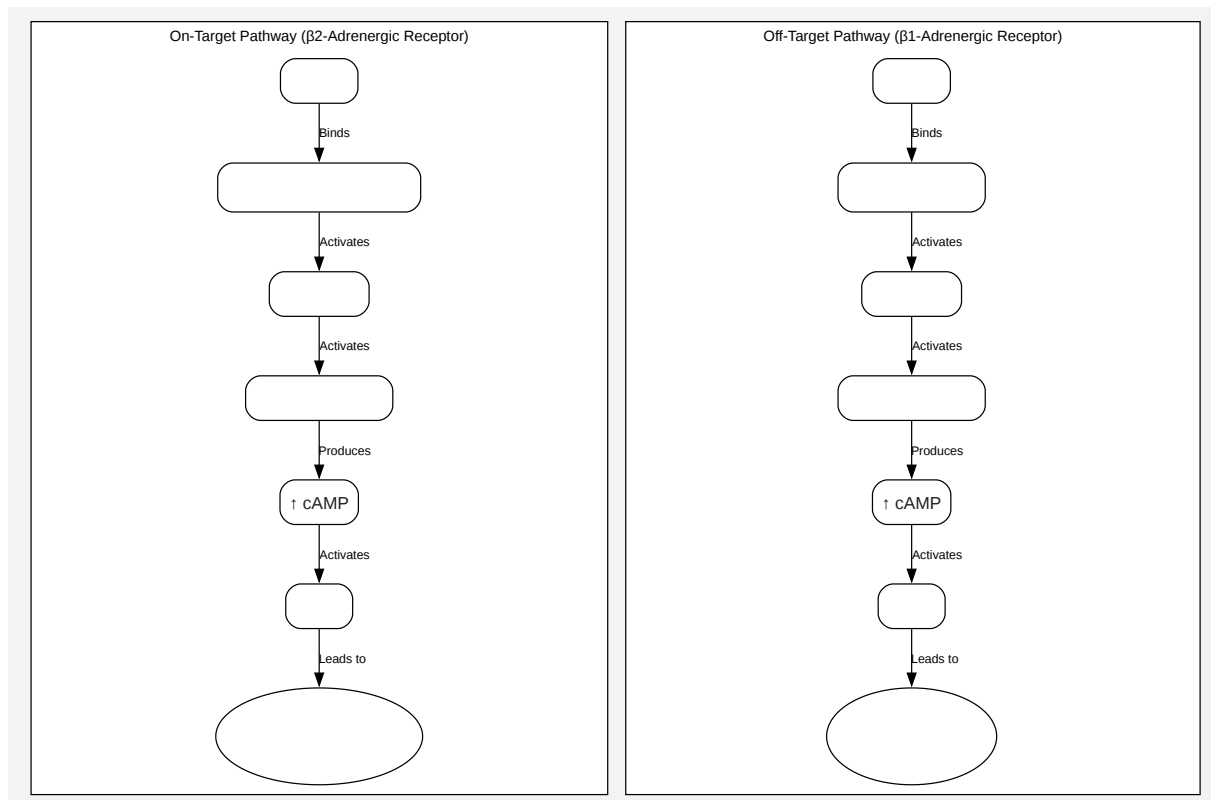 On-Target Pathway (β2-Adrenergic Receptor)
Binds
Activates
Activates
Produces
↑ cAMP
Activates
Leads to
Off-Target Pathway (β1-Adrenergic Receptor)
Binds
Activates
Activates
Produces
↑ cAMP
Activates
Leads to